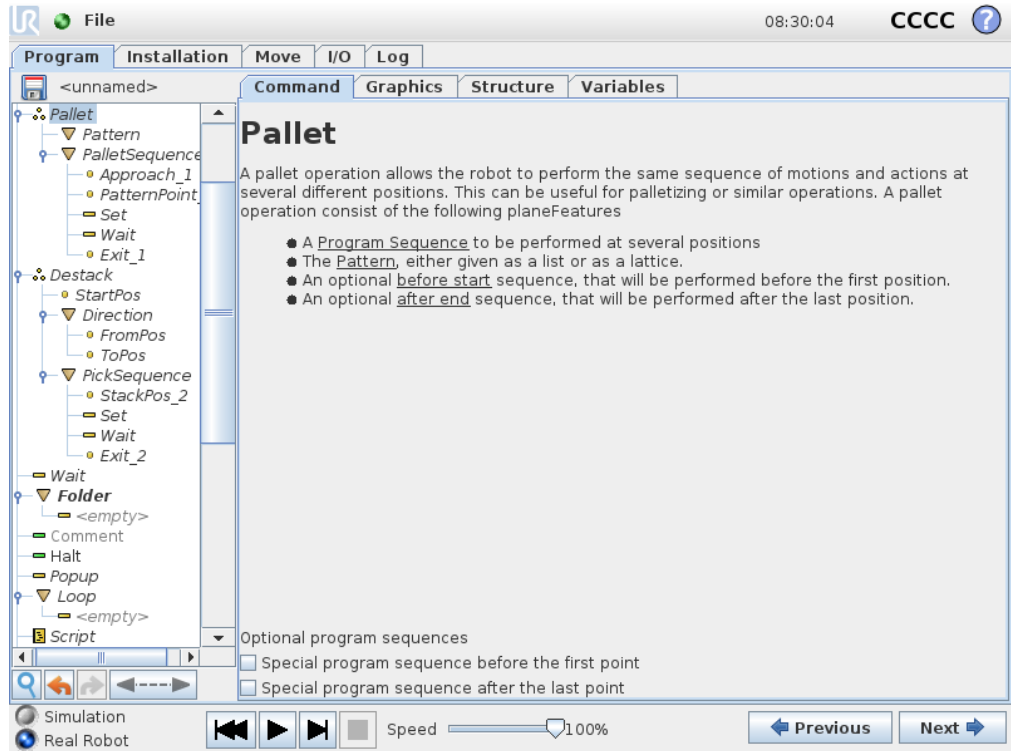 UR File 08:30:04 CCCC ?
Program Installation Move I/O Log
<unnamed>
Command Graphics Structure Variables
Pallet
Pattern
PalletSequence
Approach_1
PatternPoint_
Set
Wait
Exit_1
Destack
StartPos
Direction
FromPos
ToPos
PickSequence
StackPos_2
Set
Wait
Exit_2
Wait
Folder
<empty>
Comment
Halt
Popup
Loop
<empty>
Script
Pallet
A pallet operation allows the robot to perform the same sequence of motions and actions at
several different positions. This can be useful for palletizing or similar operations. A pallet
operation consist of the following planeFeatures
A Program Sequence to be performed at several positions
The Pattern, either given as a list or as a lattice.
An optional before start sequence, that will be performed before the first position.
An optional after end sequence, that will be performed after the last position.
Optional program sequences
Special program sequence before the first point
Special program sequence after the last point
Simulation
Real Robot
Speed 100%
Previous Next